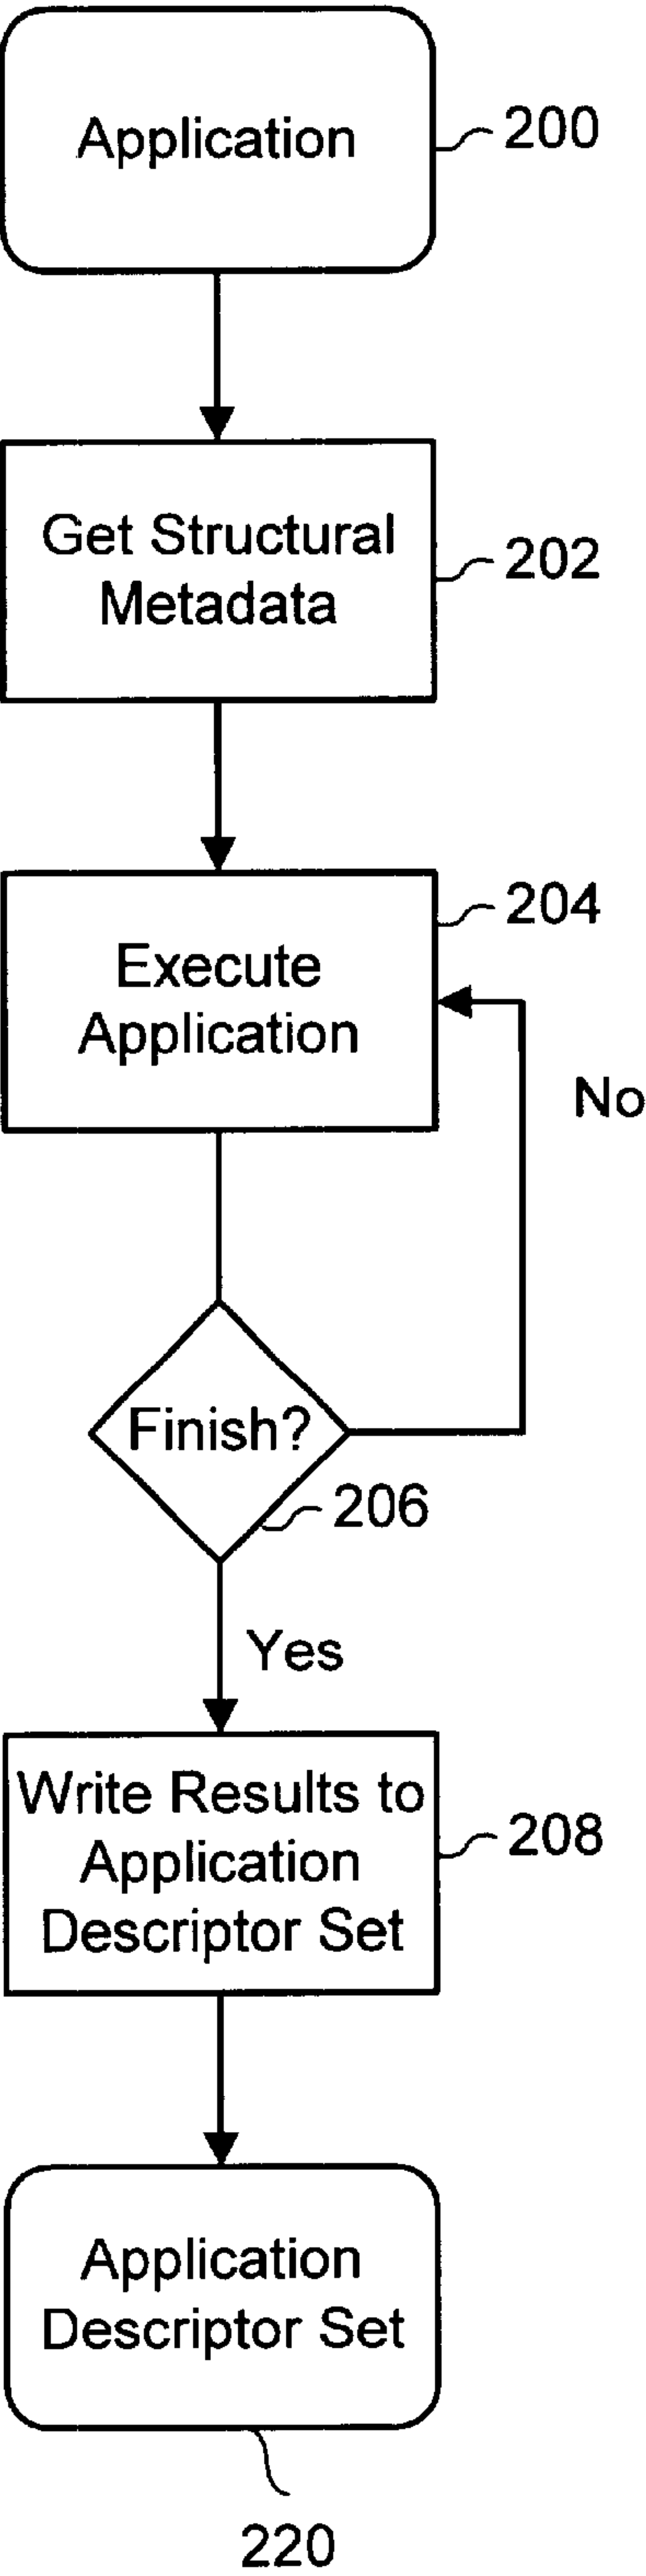 Application
200
Get Structural
Metadata
202
204
Execute
Application
No
Finish?
206
Yes
Write Results to
Application
Descriptor Set
208
Application
Descriptor Set
220